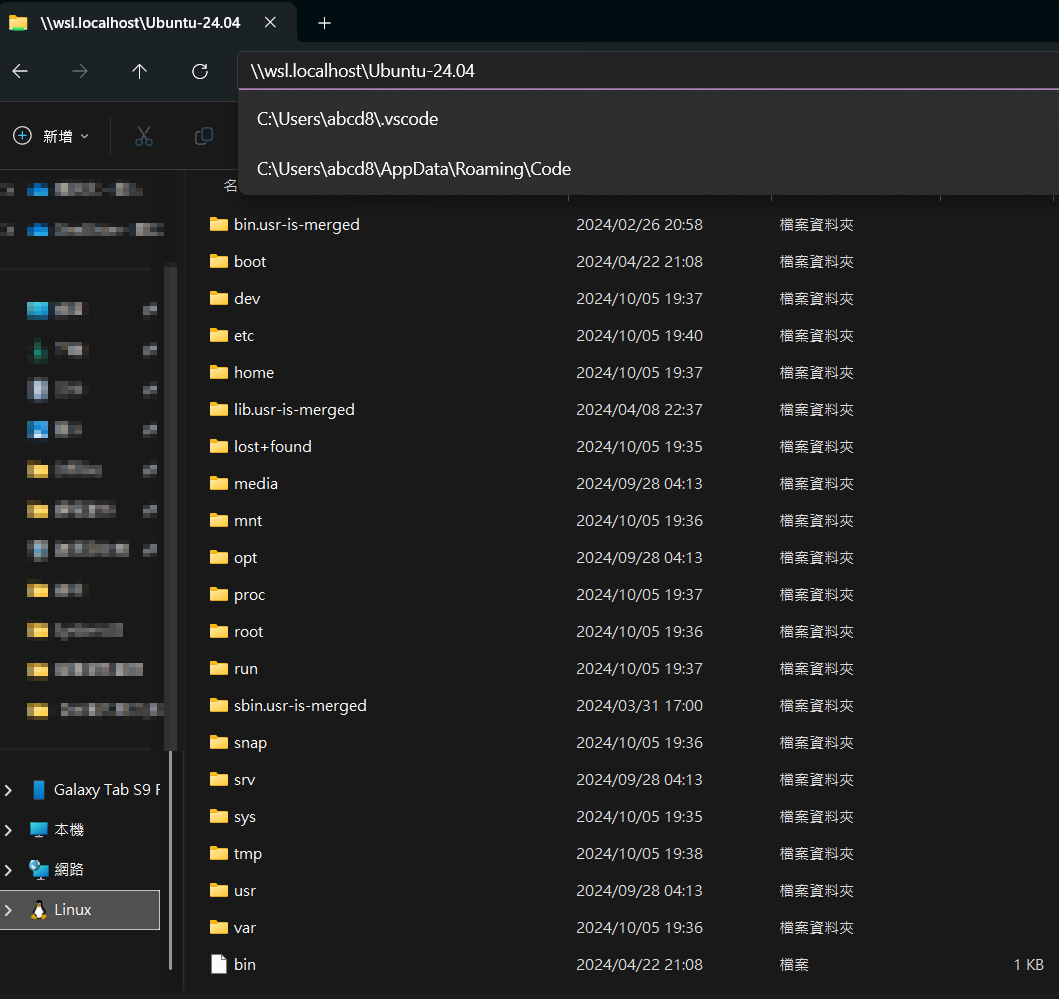 \\wsl.localhost\Ubuntu-24.04
\\wsl.localhost\Ubuntu-24.04
C:\Users\abcd8\.vscode
C:\Users\abcd8\AppData\Roaming\Code
新增
名
bin.usr-is-merged 2024/02/26 20:58 檔案資料夾
boot 2024/04/22 21:08 檔案資料夾
dev 2024/10/05 19:37 檔案資料夾
etc 2024/10/05 19:40 檔案資料夾
home 2024/10/05 19:37 檔案資料夾
lib.usr-is-merged 2024/04/08 22:37 檔案資料夾
lost+found 2024/10/05 19:35 檔案資料夾
media 2024/09/28 04:13 檔案資料夾
mnt 2024/10/05 19:36 檔案資料夾
opt 2024/09/28 04:13 檔案資料夾
proc 2024/10/05 19:37 檔案資料夾
root 2024/10/05 19:36 檔案資料夾
run 2024/10/05 19:37 檔案資料夾
sbin.usr-is-merged 2024/03/31 17:00 檔案資料夾
snap 2024/10/05 19:36 檔案資料夾
srv 2024/09/28 04:13 檔案資料夾
sys 2024/10/05 19:35 檔案資料夾
tmp 2024/10/05 19:38 檔案資料夾
usr 2024/09/28 04:13 檔案資料夾
var 2024/10/05 19:36 檔案資料夾
bin 2024/04/22 21:08 檔案 1 KB
Galaxy Tab S9 F
本機
網路
Linux